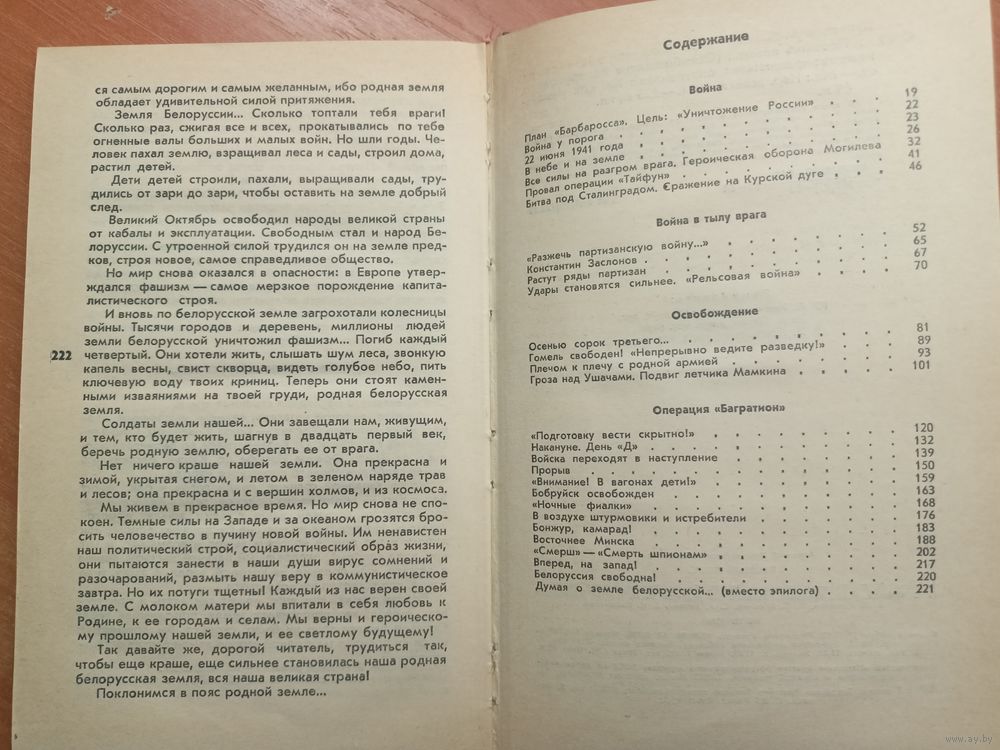 ся самым дорогим и самым желанным, ибо родная земля
обладает удивительной силой притяжения.
Земля Белоруссии... Сколько топтали тебя враги!
Сколько раз, сжигая все и всех, прокатывались по тебе
огненные валы больших и малых войн. Но шли годы. Че-
ловек пахал землю, взращивал леса и сады, строил дома,
растил детей.
Дети детей строили, пахали, выращивали сады, тру-
дились от зари до зари, чтобы оставить на земле добрый
след.
Великий Октябрь освободил народы великой страны
от кабалы и эксплуатации. Свободным стал и народ Бе-
лоруссии. С утроенной силой трудился он на земле пред-
ков, строя новое, самое справедливое общество.
Но мир снова оказался в опасности: в Европе утвер-
ждался фашизм — самое мерзкое порождение капита-
листического строя.
И вновь по белорусской земле загрохотали колесницы
войны. Тысячи городов и деревень, миллионы людей
земли белорусской уничтожил фашизм... Погиб каждый
222 четвертый. Они хотели жить, слышать шум леса, звонкую
капель весны, свист скворца, видеть голубое небо, пить
ключевую воду твоих криниц. Теперь они стоят камен-
ными изваяниями на твоей груди, родная белорусская
земля.
Солдаты земли нашей... Они завещали нам, живущим,
и тем, кто будет жить, шагнув в двадцать первый век,
беречь родную землю, оберегать ее от врага.
Нет ничего краше нашей земли. Она прекрасна и
зимой, укрытая снегом, и летом в зеленом наряде трав
и лесов; она прекрасна и с вершин холмов, и из космоса.
Мы живем в прекрасное время. Но мир снова не спо-
коен. Темные силы на Западе и за океаном грозятся бро-
сить человечество в пучину новой войны. Им ненавистен
наш политический строй, социалистический образ жизни,
они пытаются занести в наши души вирус сомнений и
разочарований, размыть нашу веру в коммунистическое
завтра. Но их потуги тщетны! Каждый из нас верен своей
земле. С молоком матери мы впитали в себя любовь к
Родине, к ее городам и селам. Мы верны и героическо-
му прошлому нашей земли, и ее светлому будущему!
Так давайте же, дорогой читатель, трудиться так,
чтобы еще краше, еще сильнее становилась наша родная
белорусская земля, вся наша великая страна!
Поклонимся в пояс родной земле...
Содержание
Война
План «Барбаросса». Цель: «Уничтожение России» . . . 19
Война у порога . . . . . . . . . 22
22 июня 1941 года . . . . . . . . 23
В небе и на земле . . . . . . . . 26
Все силы на разгром врага. Героическая оборона Могилева 32
Провал операции «Тайфун» . . . . . . . 41
Битва под Сталинградом. Сражение на Курской дуге . . . 46
Война в тылу врага
«Разжечь партизанскую войну...» . . . . . . 52
Константин Заслонов . . . . . . . . 65
Растут ряды партизан . . . . . . . . 67
Удары становятся сильнее. «Рельсовая война» . . . . 70
Освобождение
Осенью сорок третьего... . . . . . . . 81
Гомель свободен! «Непрерывно ведите разведку!» . . . 89
Плечом к плечу с родной армией . . . . . . 93
Гроза над Ушачами. Подвиг летчика Мамкина . . . . 101
Операция «Багратион»
«Подготовку вести скрытно!» . . . . . . . 120
Накануне. День «Д» . . . . . . . . 132
Войска переходят в наступление . . . . . . 139
Прорыв . . . . . . . . . . 150
«Внимание! В вагонах дети!» . . . . . . . 159
Бобруйск освобожден . . . . . . . . 163
«Ночные фиалки» . . . . . . . . 168
В воздухе штурмовики и истребители . . . . . 176
Бонжур, камарад! . . . . . . . . 183
Восточнее Минска . . . . . . . . 188
«Смерш» — «Смерть шпионам» . . . . . . 202
Вперед, на запад! . . . . . . . . 217
Белоруссия свободна! . . . . . . . . 220
Думая о земле белорусской... (вместо эпилога) . . . . 221
www.ay.by